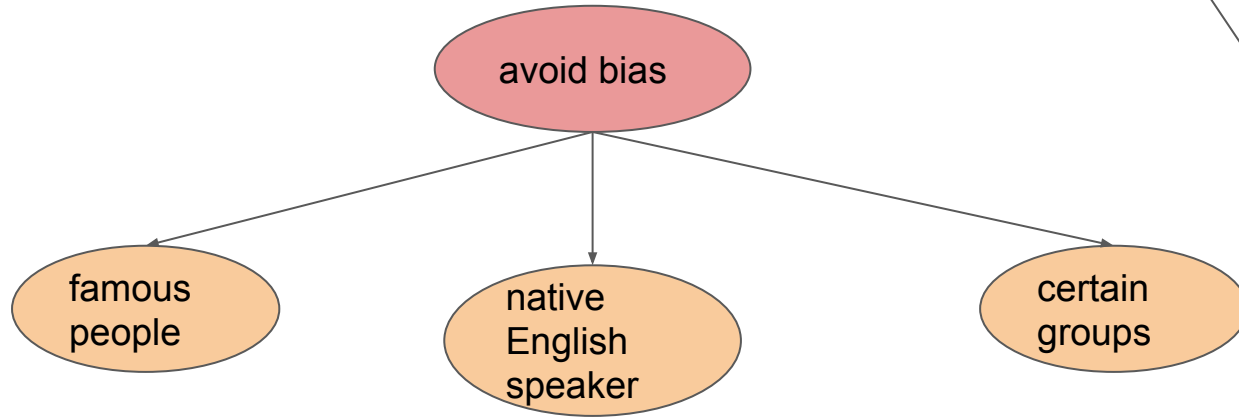 avoid bias
famous
people
native
English
speaker
certain
groups